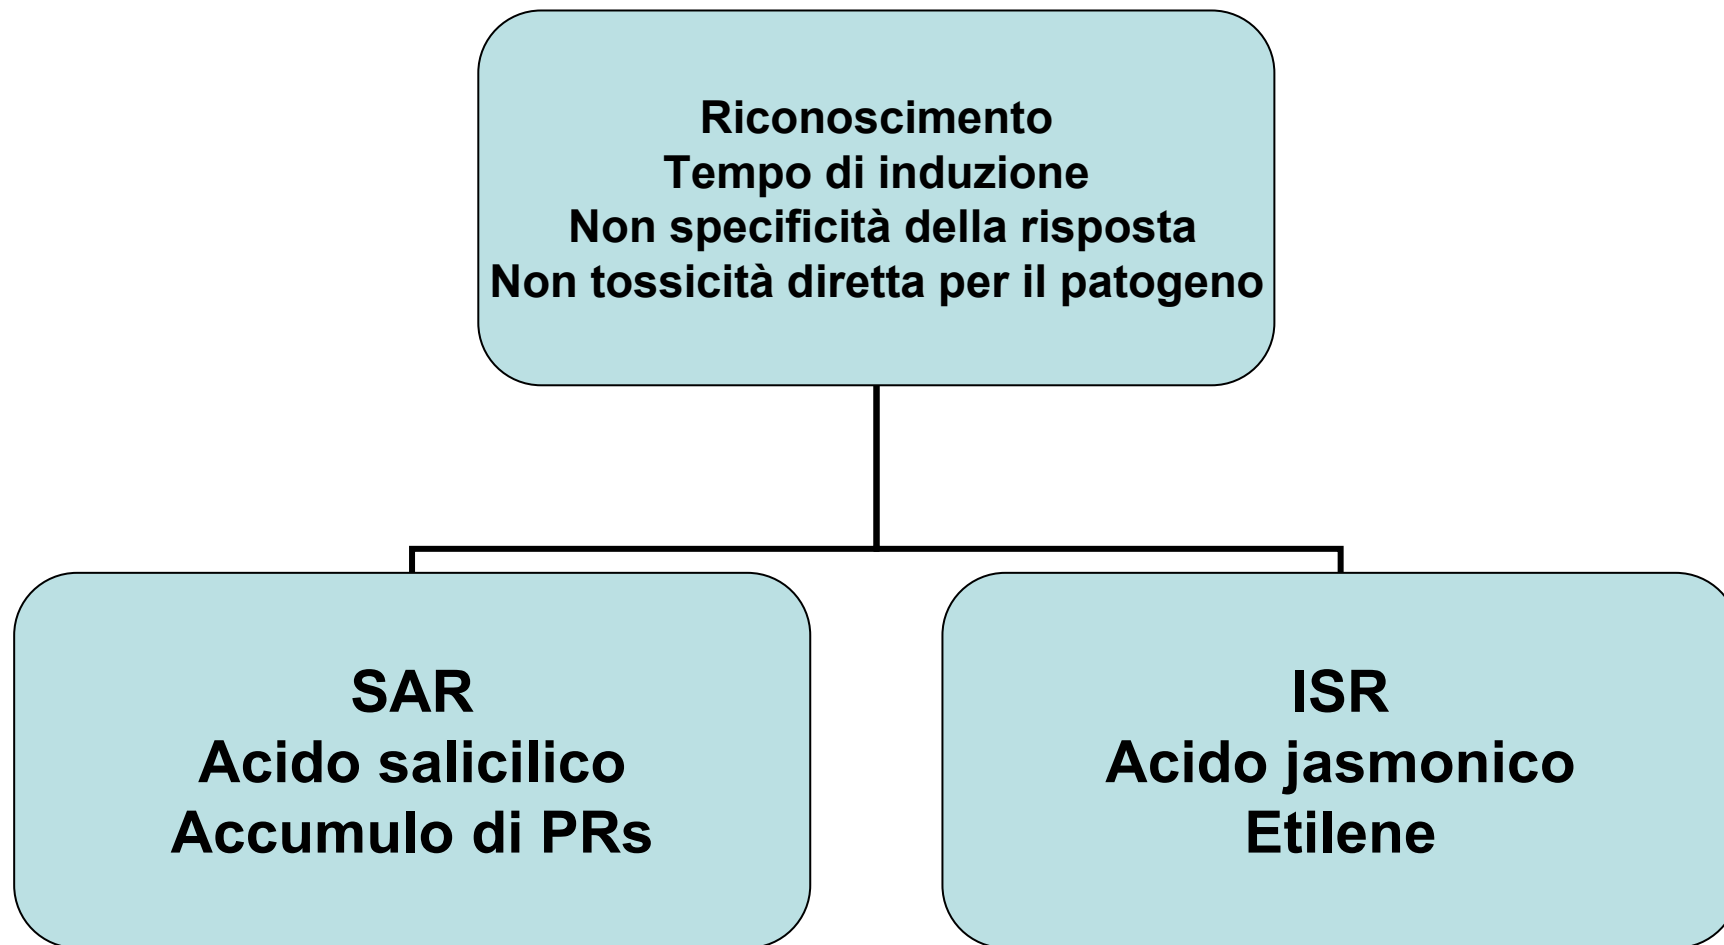 Riconoscimento
Tempo di induzione
Non specificità della risposta
Non tossicità diretta per il patogeno
SAR
Acido salicilico
Accumulo di PRs
ISR
Acido jasmonico
Etilene